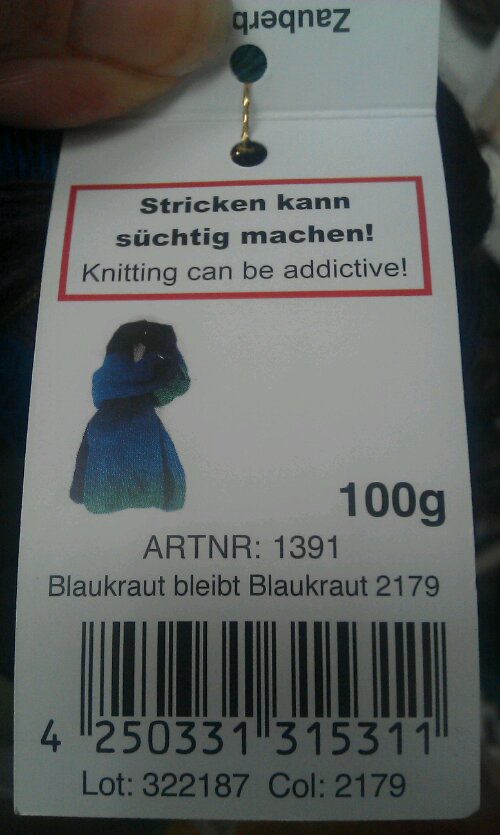 Zauberb
Stricken kann
süchtig machen!
Knitting can be addictive!
100g
ARTNR: 1391
Blaukraut bleibt Blaukraut 2179
4 250331 315311
Lot: 322187 Col: 2179